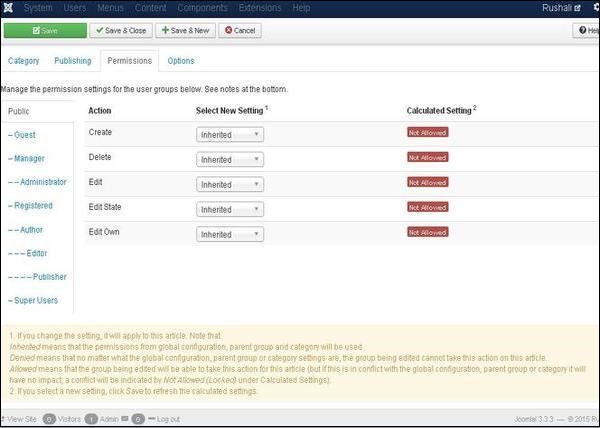 System Users Menus Content Components Extensions Help Rushali
Save Save & Close Save & New Cancel Help
Category Publishing Permissions Options
Manage the permission settings for the user groups below. See notes at the bottom.
Public
– Guest
– Manager
– – Administrator
– Registered
– – Author
– – – Editor
– – – – Publisher
– Super Users
Action Select New Setting 1 Calculated Setting 2
Create Inherited Not Allowed
Delete Inherited Not Allowed
Edit Inherited Not Allowed
Edit State Inherited Not Allowed
Edit Own Inherited Not Allowed
1. If you change the setting, it will apply to this article. Note that:
Inherited means that the permissions from global configuration, parent group and category will be used.
Denied means that no matter what the global configuration, parent group or category settings are, the group being edited cannot take this action on this article.
Allowed means that the group being edited will be able to take this action for this article (but if this is in conflict with the global configuration, parent group or category it will
have no impact; a conflict will be indicated by Not Allowed (Locked) under Calculated Settings).
2. If you select a new setting, click Save to refresh the calculated settings.
View Site 0 Visitors 1 Admin 0 Log out Joomla! 3.3.3 — © 2015 Ru